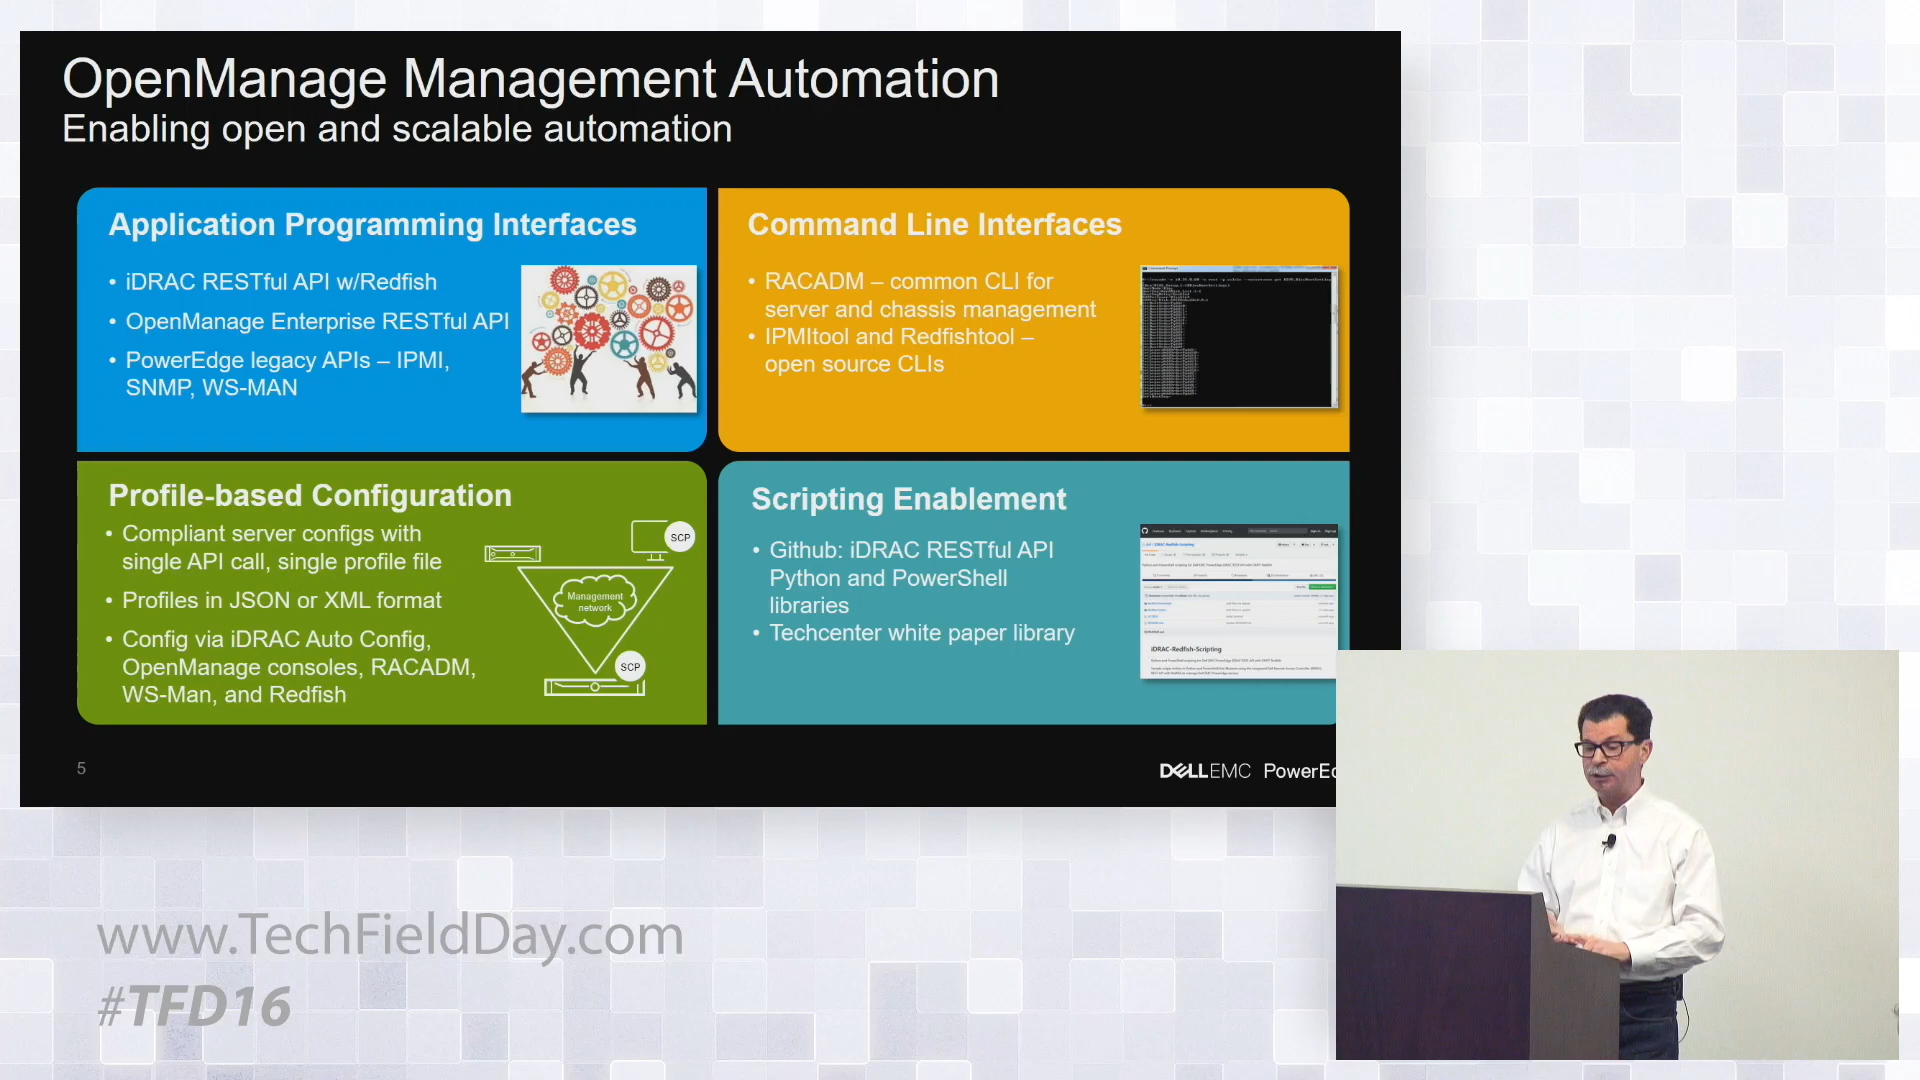 OpenManage Management Automation
Enabling open and scalable automation
Application Programming Interfaces
• iDRAC RESTful API w/Redfish
• OpenManage Enterprise RESTful API
• PowerEdge legacy APIs – IPMI,
SNMP, WS-MAN
Command Line Interfaces
• RACADM – common CLI for
server and chassis management
• IPMItool and Redfishtool –
open source CLIs
Profile-based Configuration
• Compliant server configs with
single API call, single profile file
• Profiles in JSON or XML format
• Config via iDRAC Auto Config,
OpenManage consoles, RACADM,
WS-Man, and Redfish
SCP
Management
network
SCP
Scripting Enablement
• Github: iDRAC RESTful API
Python and PowerShell
libraries
• Techcenter white paper library
iDRAC-Redfish-Scripting
5
DELLEMC PowerEd
www.TechFieldDay.com
#TFD16